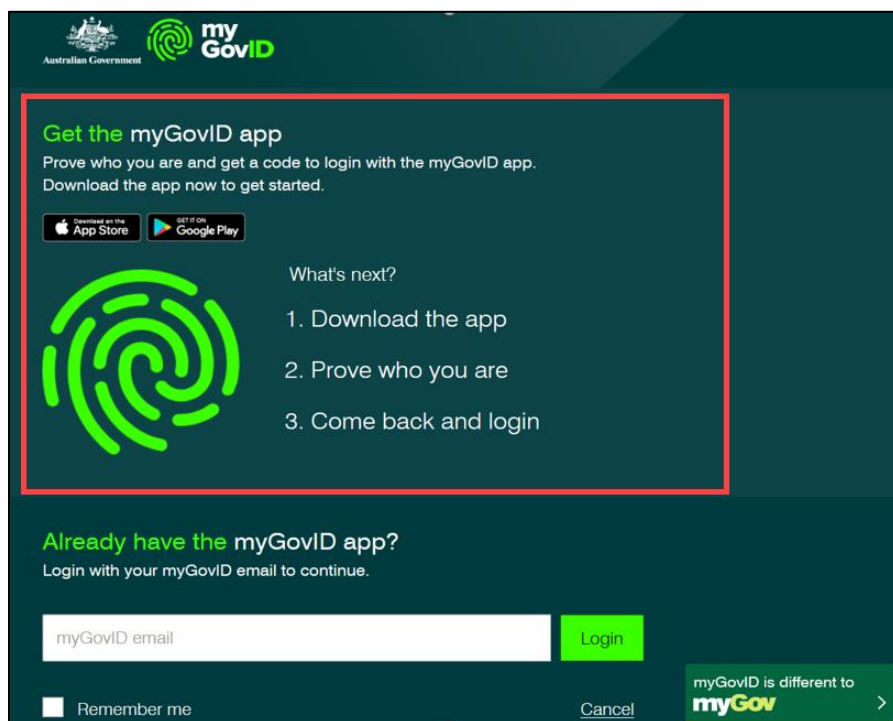 Australian Government
my
GovID
Get the myGovID app
Prove who you are and get a code to login with the myGovID app.
Download the app now to get started.
Download on the
App Store
GET IT ON
Google Play
What's next?
1. Download the app
2. Prove who you are
3. Come back and login
Already have the myGovID app?
Login with your myGovID email to continue.
myGovID email
Login
Remember me
Cancel
myGovID is different to
myGov